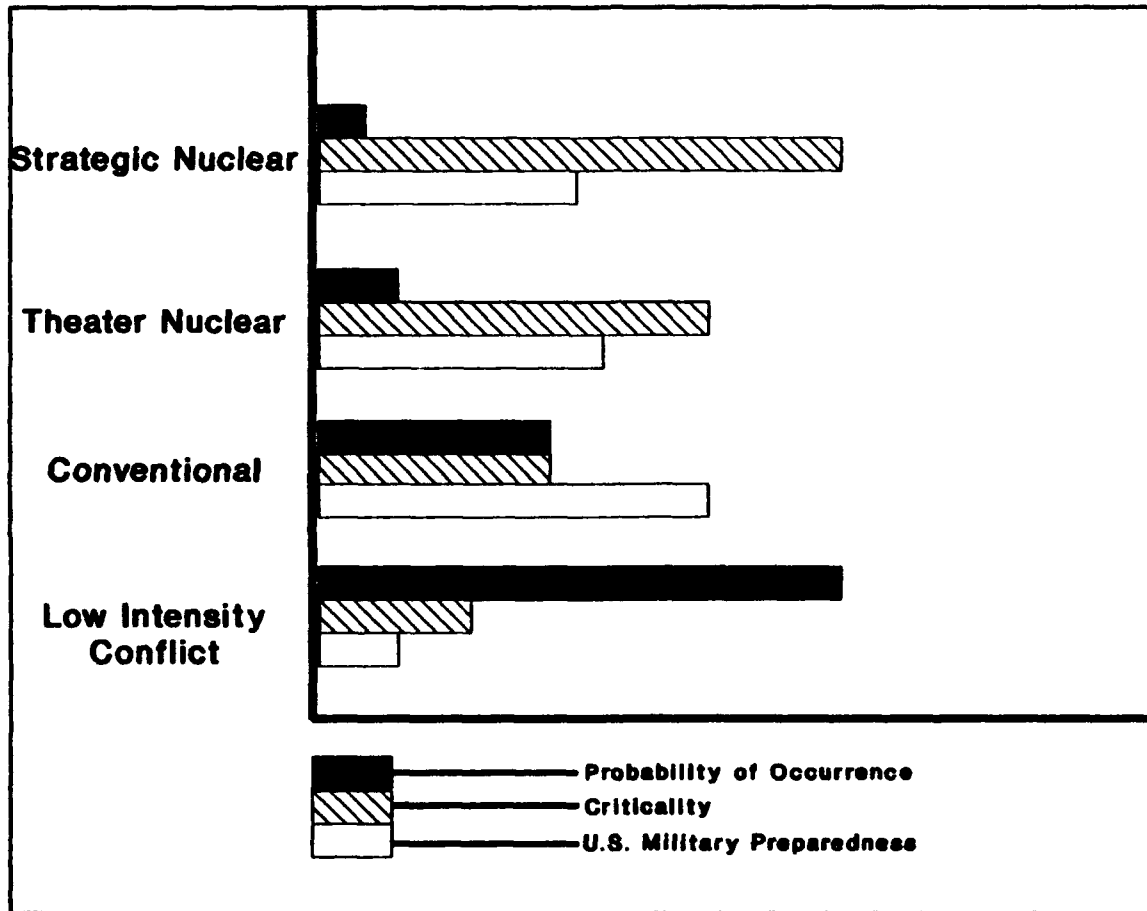 Strategic Nuclear
Theater Nuclear
Conventional
Low Intensity
Conflict
Probability of Occurrence
Criticality
U.S. Military Preparedness